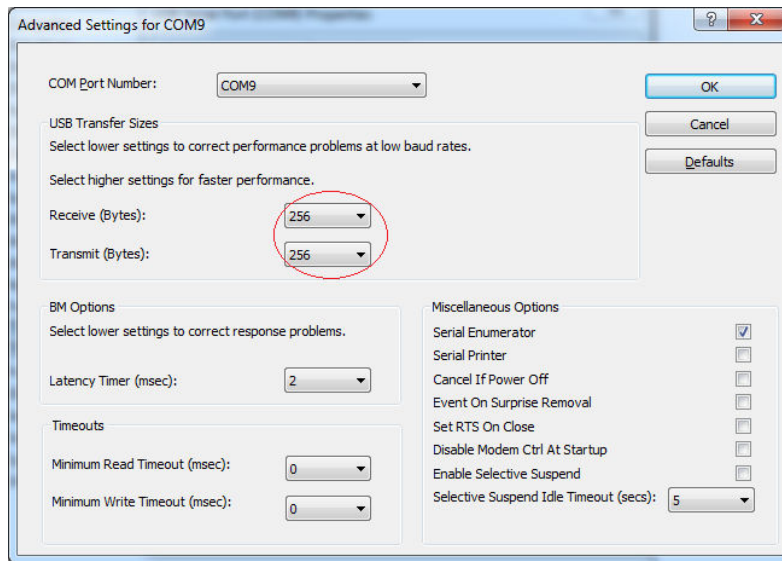 Advanced Settings for COM9
COM Port Number:
COM9
OK
Cancel
Defaults
USB Transfer Sizes
Select lower settings to correct performance problems at low baud rates.
Select higher settings for faster performance.
Receive (Bytes):
256
Transmit (Bytes):
256
BM Options
Select lower settings to correct response problems.
Latency Timer (msec):
2
Timeouts
Minimum Read Timeout (msec):
0
Minimum Write Timeout (msec):
0
Miscellaneous Options
Serial Enumerator
Serial Printer
Cancel If Power Off
Event On Surprise Removal
Set RTS On Close
Disable Modem Ctrl At Startup
Enable Selective Suspend
Selective Suspend Idle Timeout (secs):
5